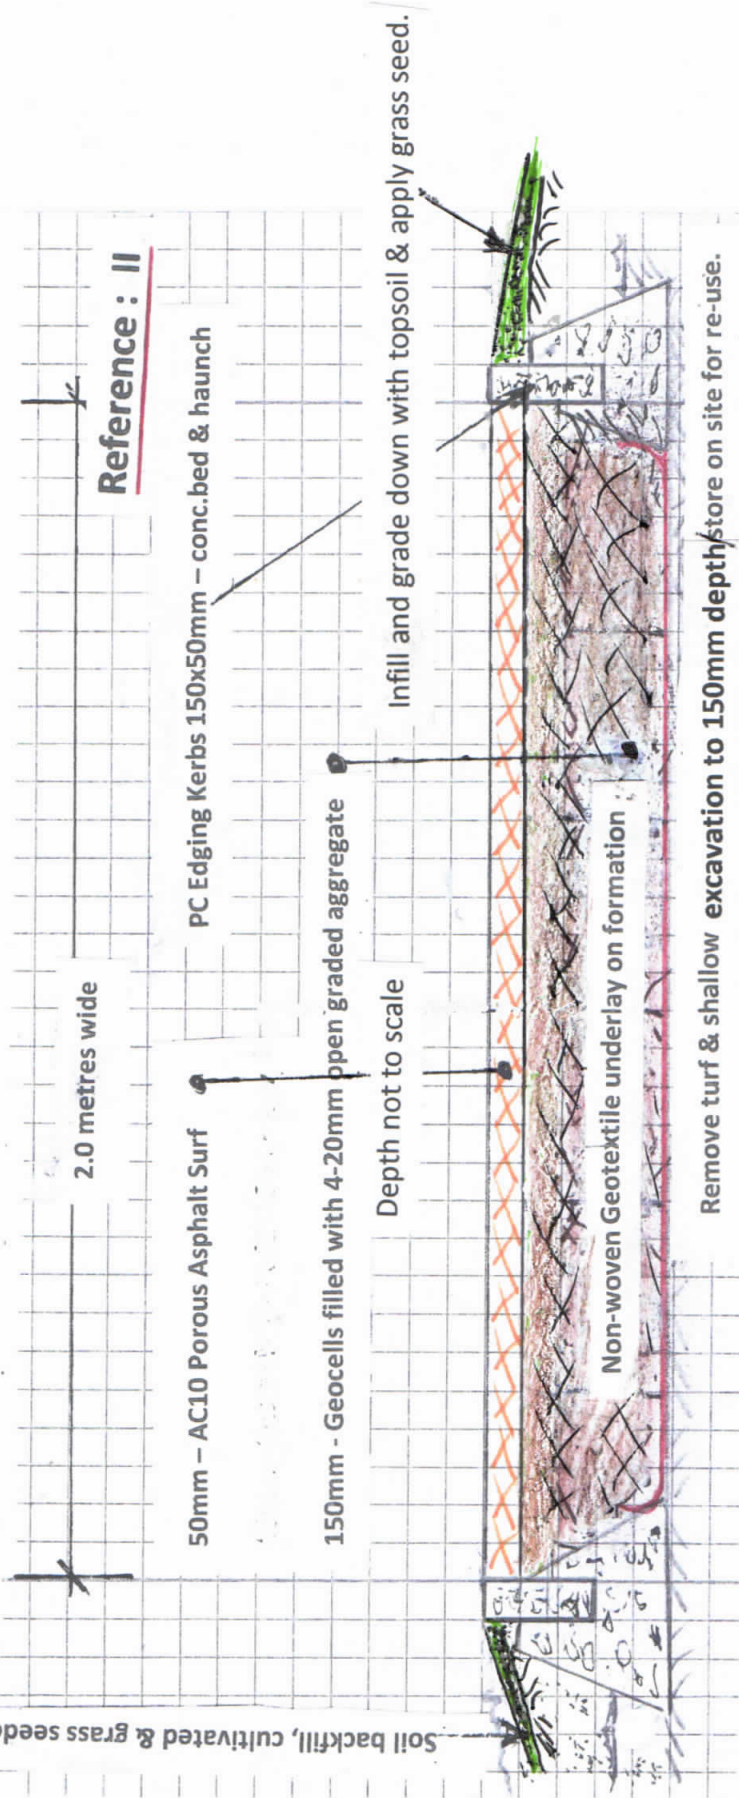 Reference : II
2.0 metres wide
PC Edging Kerbs 150x50mm – conc.bed & haunch
50mm – AC10 Porous Asphalt Surf
150mm - Geocells filled with 4-20mm open graded aggregate
Infill and grade down with topsoil & apply grass seed.
Depth not to scale
Soil backfill, cultivated & grass seede
Non-woven Geotextile underlay on formation
Remove turf & shallow excavation to 150mm depth/store on site for re-use.